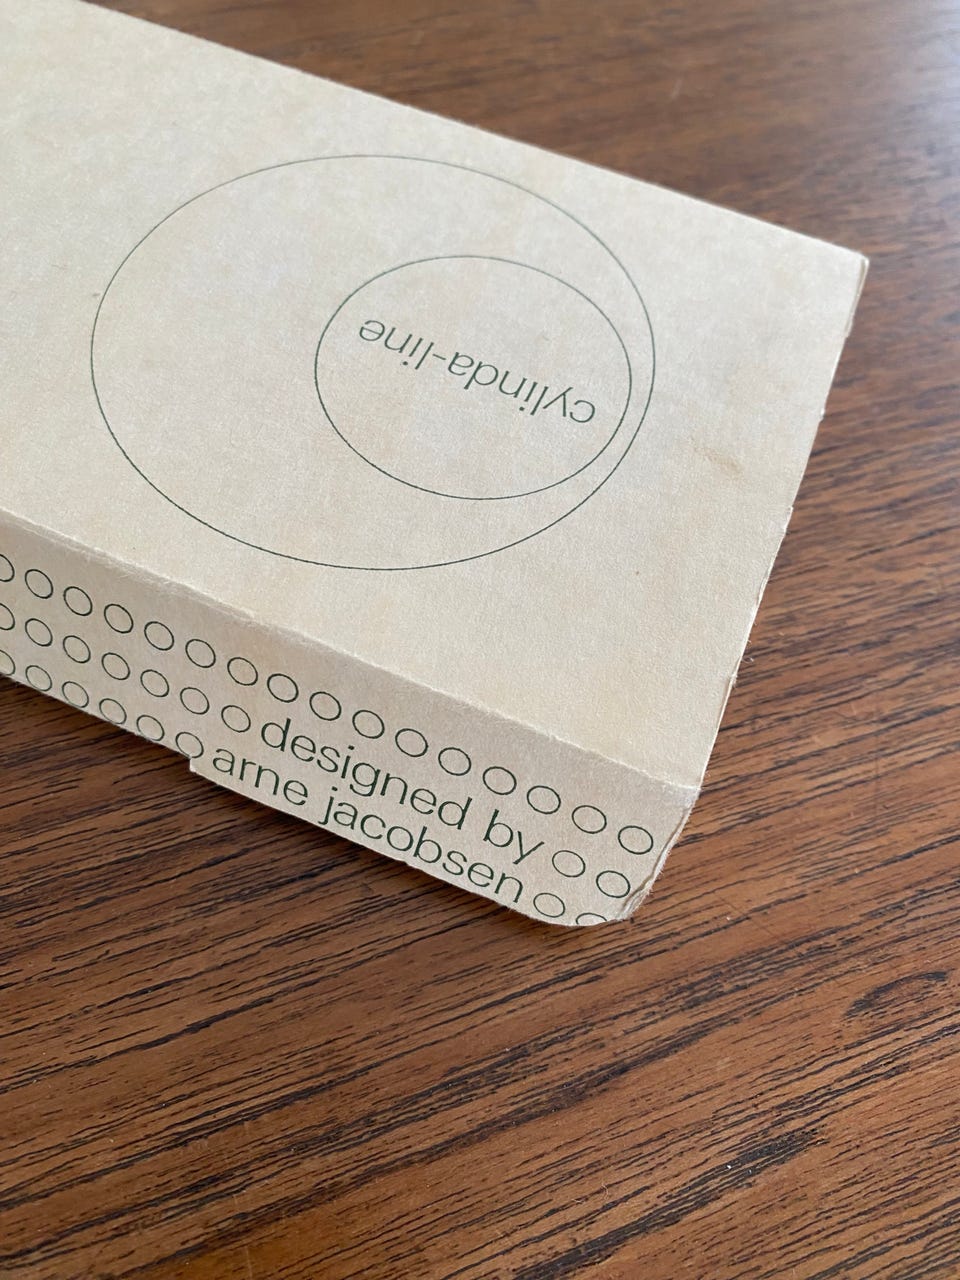 cylinda-line
designed by
arne jacobsen